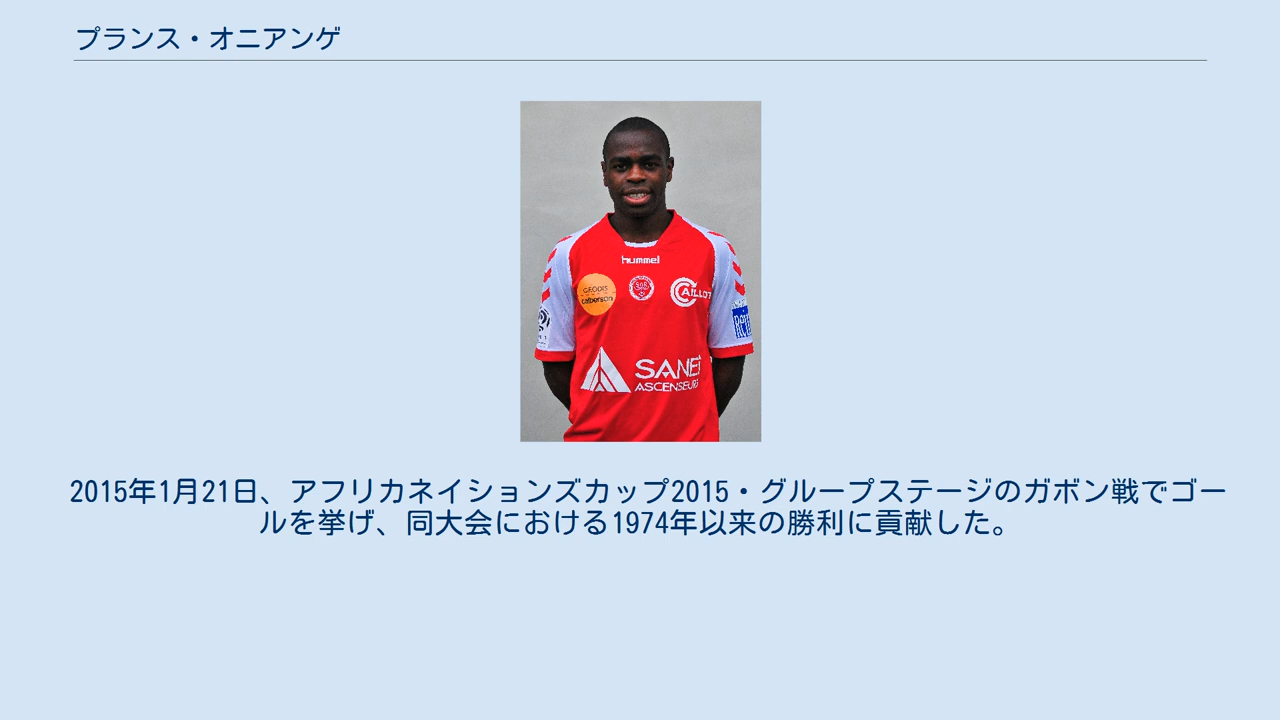 プランス・オニアンゲ
hummel
GEODIS
calberson
CAILLOT
SANEI
ASCENSEURS
2015年1月21日、アフリカネイションズカップ2015・グループステージのガボン戦でゴー
ルを挙げ、同大会における1974年以来の勝利に貢献した。